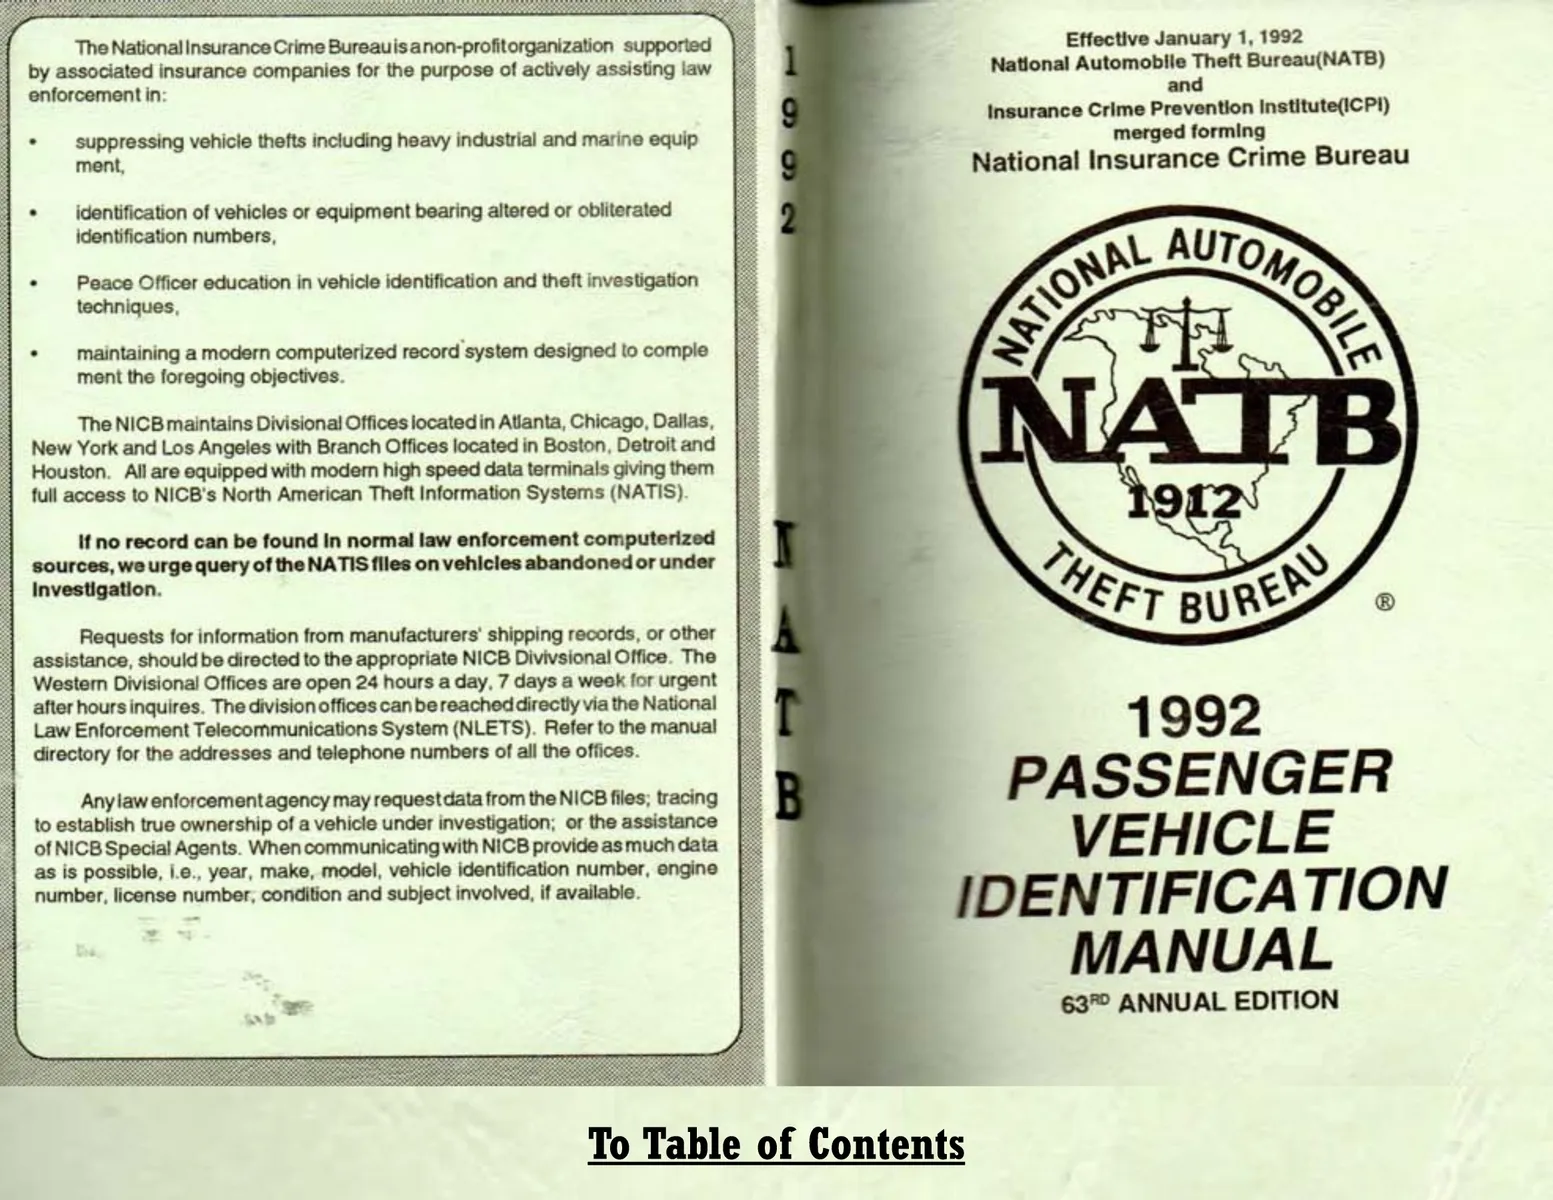 The National Insurance Crime Bureau is a non-profit organization supported
by associated insurance companies for the purpose of actively assisting law
enforcement in:
• suppressing vehicle thefts including heavy industrial and marine equip
ment,
• identification of vehicles or equipment bearing altered or obliterated
identification numbers,
• Peace Officer education in vehicle identification and theft investigation
techniques,
• maintaining a modern computerized record system designed to comple
ment the foregoing objectives.
The NICB maintains Divisional Offices located in Atlanta, Chicago, Dallas,
New York and Los Angeles with Branch Offices located in Boston, Detroit and
Houston. All are equipped with modern high speed data terminals giving them
full access to NICB's North American Theft Information Systems (NATIS).
If no record can be found in normal law enforcement computerized
sources, we urge query of the NATIS files on vehicles abandoned or under
investigation.
Requests for information from manufacturers' shipping records, or other
assistance, should be directed to the appropriate NICB Divivsional Office. The
Western Divisional Offices are open 24 hours a day, 7 days a week for urgent
after hours inquires. The division offices can be reached directly via the National
Law Enforcement Telecommunications System (NLETS). Refer to the manual
directory for the addresses and telephone numbers of all the offices.
Any law enforcement agency may request data from the NICB files; tracing
to establish true ownership of a vehicle under investigation; or the assistance
of NICB Special Agents. When communicating with NICB provide as much data
as is possible, i.e., year, make, model, vehicle identification number, engine
number, license number, condition and subject involved, if available.
1992
NATB
Effective January 1, 1992
National Automobile Theft Bureau(NATB)
and
Insurance Crime Prevention Institute(ICPI)
merged forming
National Insurance Crime Bureau
NATIONAL AUTOMOBILE
NATB
1912
THEFT BUREAU
®
1992
PASSENGER
VEHICLE
IDENTIFICATION
MANUAL
63RD ANNUAL EDITION
To Table of Contents